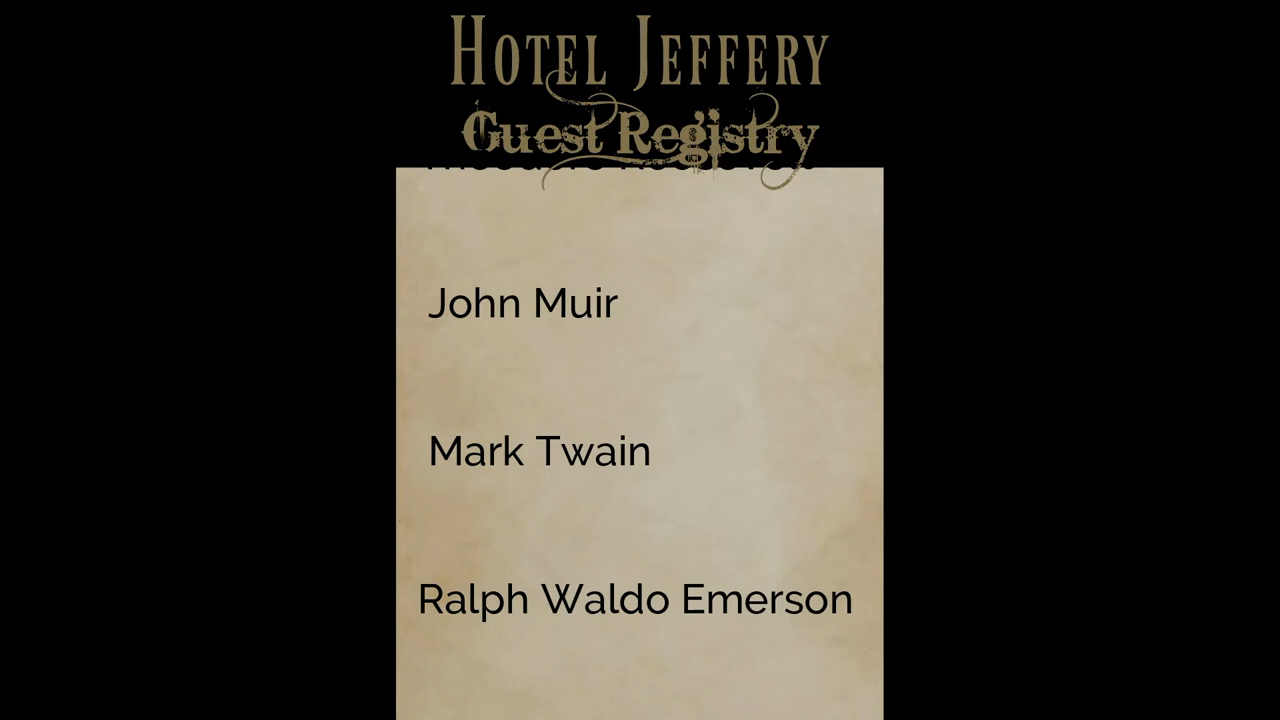 Hotel Jeffery
Guest Registry
John Muir
Mark Twain
Ralph Waldo Emerson